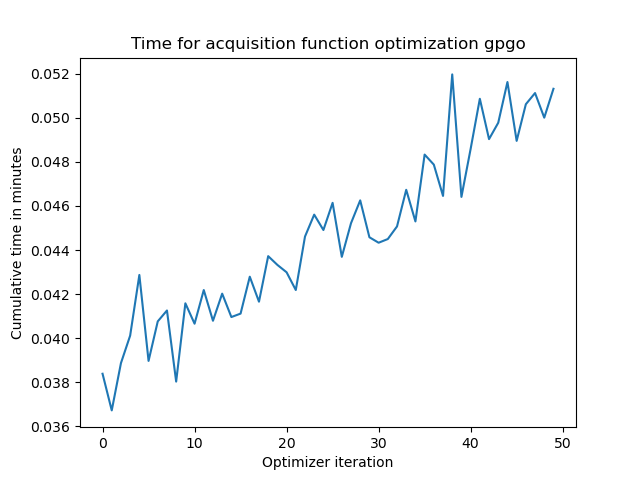 Time for acquisition function optimization gpgo
0.052
0.050
0.048
0.046
0.044
0.042
0.040
0.038
0.036
Cumulative time in minutes
0 10 20 30 40 50
Optimizer iteration